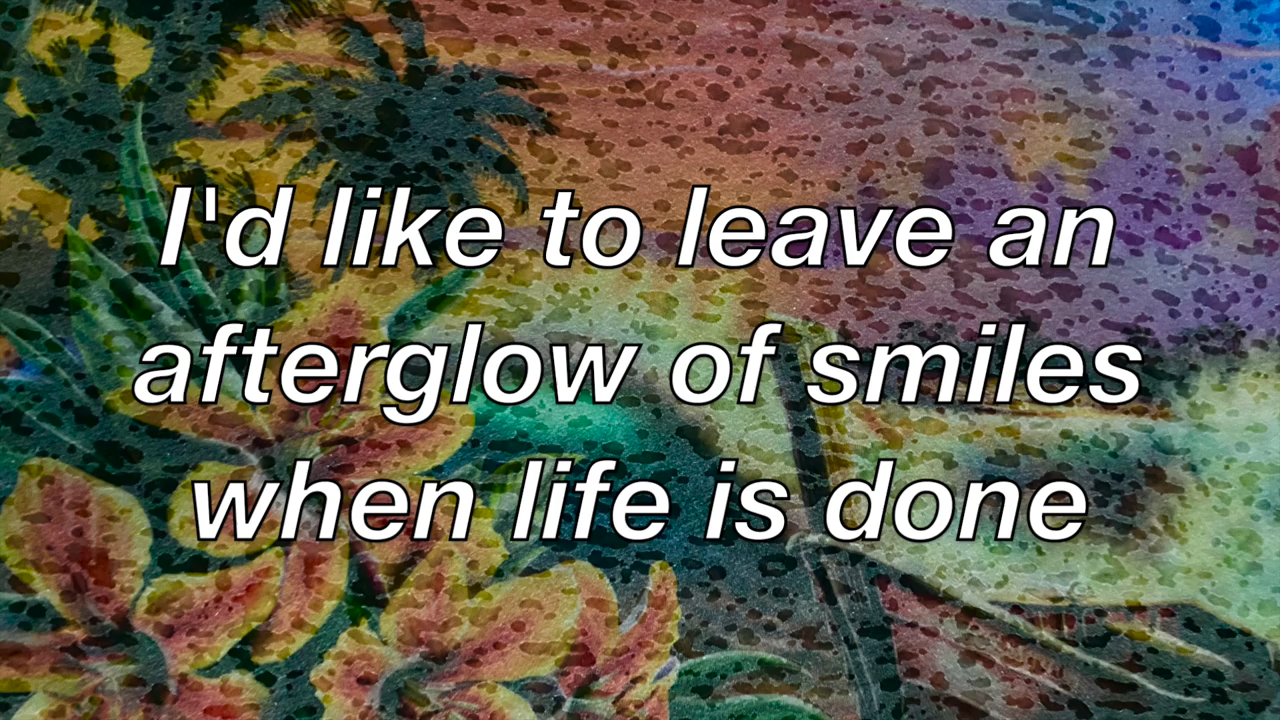 I'd like to leave an
afterglow of smiles
when life is done